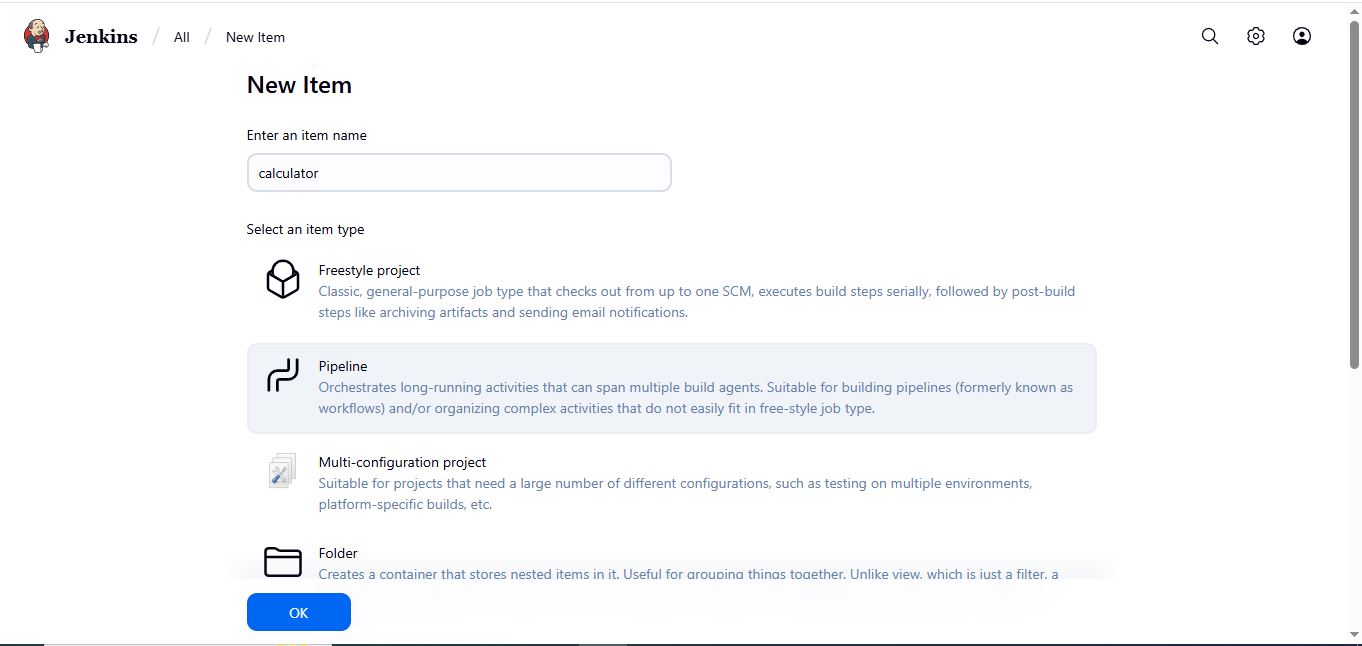 Jenkins / All / New Item
New Item
Enter an item name
calculator
Select an item type
Freestyle project
Classic, general-purpose job type that checks out from up to one SCM, executes build steps serially, followed by post-build
steps like archiving artifacts and sending email notifications.
Pipeline
Orchestrates long-running activities that can span multiple build agents. Suitable for building pipelines (formerly known as
workflows) and/or organizing complex activities that do not easily fit in free-style job type.
Multi-configuration project
Suitable for projects that need a large number of different configurations, such as testing on multiple environments,
platform-specific builds, etc.
Folder
Creates a container that stores nested items in it. Useful for grouping things together. Unlike view, which is just a filter, a
OK